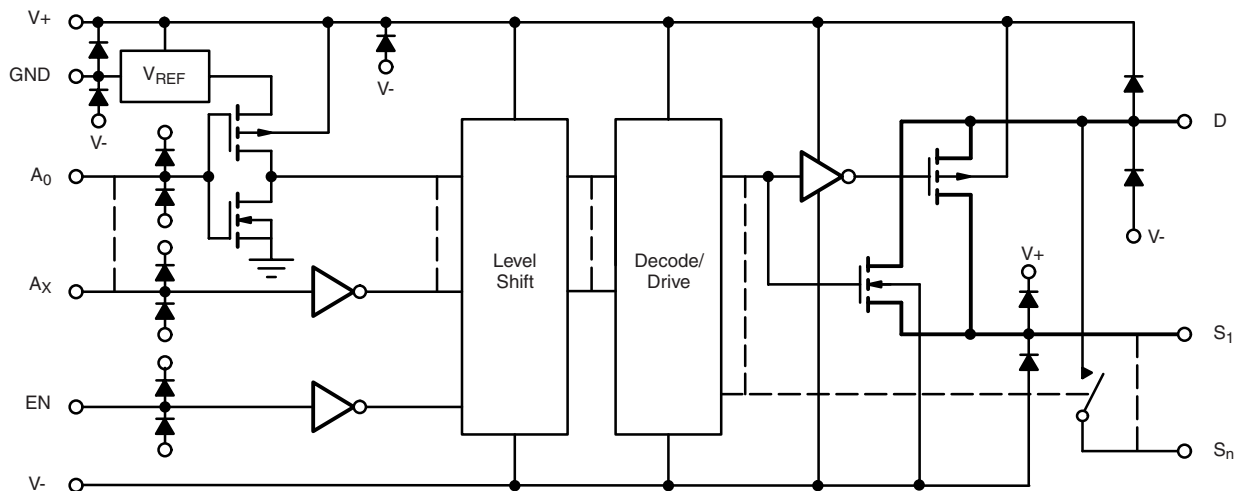 V+
GND
VREF
V-
V-
D
A0
V-
V+
AX
Level
Shift
Decode/
Drive
S1
EN
Sn
V-